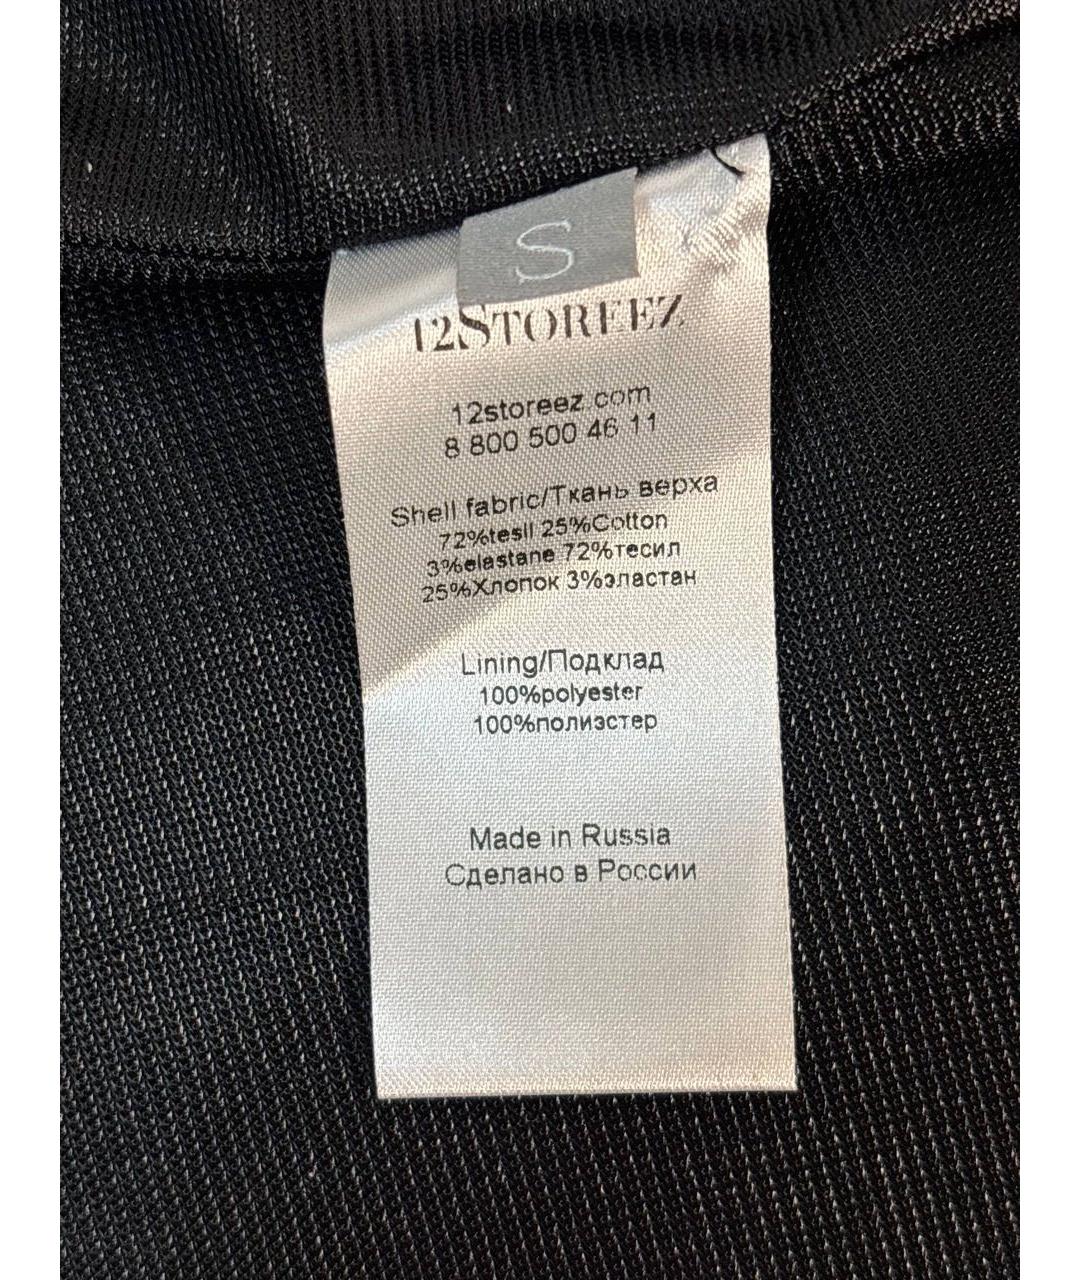 S
12STOREEZ
12storeez.com
8 800 500 46 11
Shell fabric/Ткань верха
72%tesil 25%Cotton
3%elastane 72%тесил
25%Хлопок 3%эластан
Lining/Подклад
100%polyester
100%полиэстер
Made in Russia
Сделано в России